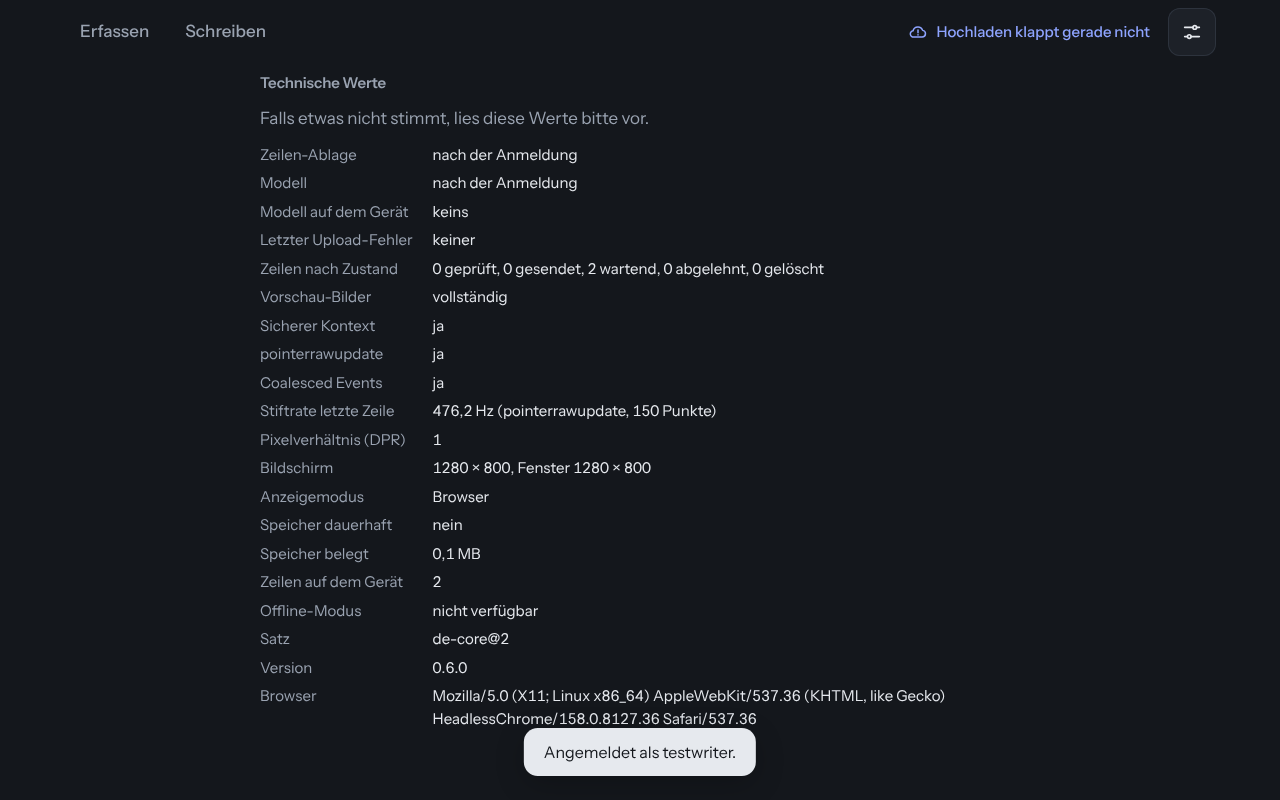 Erfassen Schreiben Hochladen klappt gerade nicht
Technische Werte
Falls etwas nicht stimmt, lies diese Werte bitte vor.
Zeilen-Ablage nach der Anmeldung
Modell nach der Anmeldung
Modell auf dem Gerät keins
Letzter Upload-Fehler keiner
Zeilen nach Zustand 0 geprüft, 0 gesendet, 2 wartend, 0 abgelehnt, 0 gelöscht
Vorschau-Bilder vollständig
Sicherer Kontext ja
pointerrawupdate ja
Coalesced Events ja
Stiftrate letzte Zeile 476,2 Hz (pointerrawupdate, 150 Punkte)
Pixelverhältnis (DPR) 1
Bildschirm 1280 × 800, Fenster 1280 × 800
Anzeigemodus Browser
Speicher dauerhaft nein
Speicher belegt 0,1 MB
Zeilen auf dem Gerät 2
Offline-Modus nicht verfügbar
Satz de-core@2
Version 0.6.0
Browser Mozilla/5.0 (X11; Linux x86_64) AppleWebKit/537.36 (KHTML, like Gecko)
HeadlessChrome/158.0.8127.36 Safari/537.36
Angemeldet als testwriter.